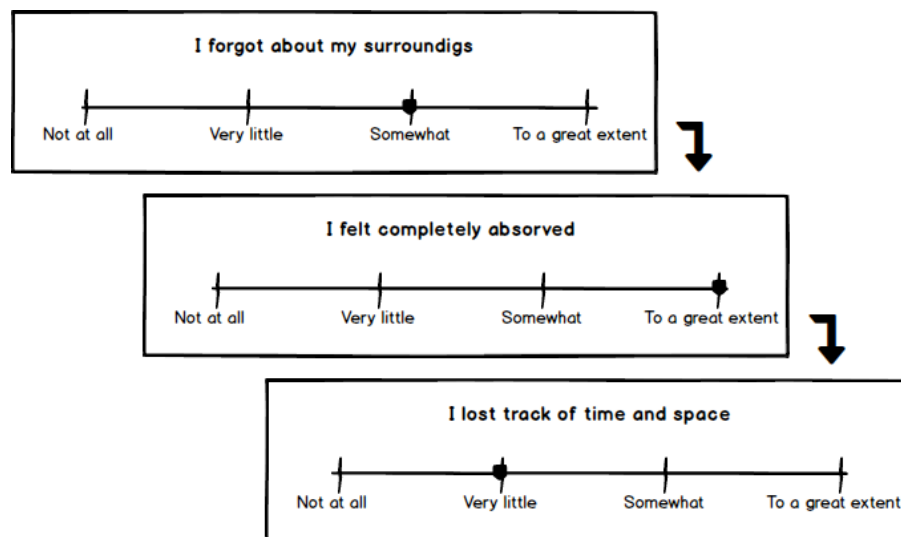 I forgot about my surroundigs
Not at all Very little Somewhat To a great extent
I felt completely absorved
Not at all Very little Somewhat To a great extent
I lost track of time and space
Not at all Very little Somewhat To a great extent